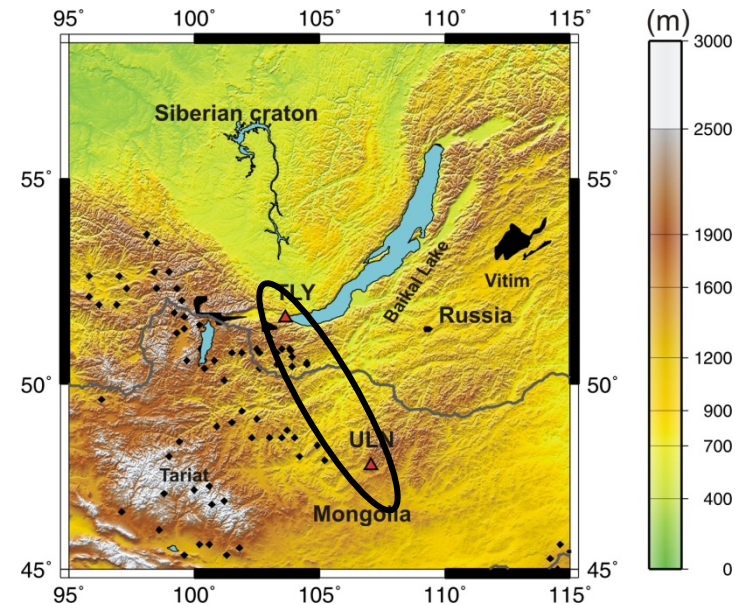 95° 100° 105° 110° 115°
(m)
3000
2500
1900
1200
900
700
400
0
55° 55°
50° 50°
45° 45°
Siberian craton
TLY
Baikal Lake
Vitim
Russia
ULN
Tariat
Mongolia
95° 100° 105° 110° 115°